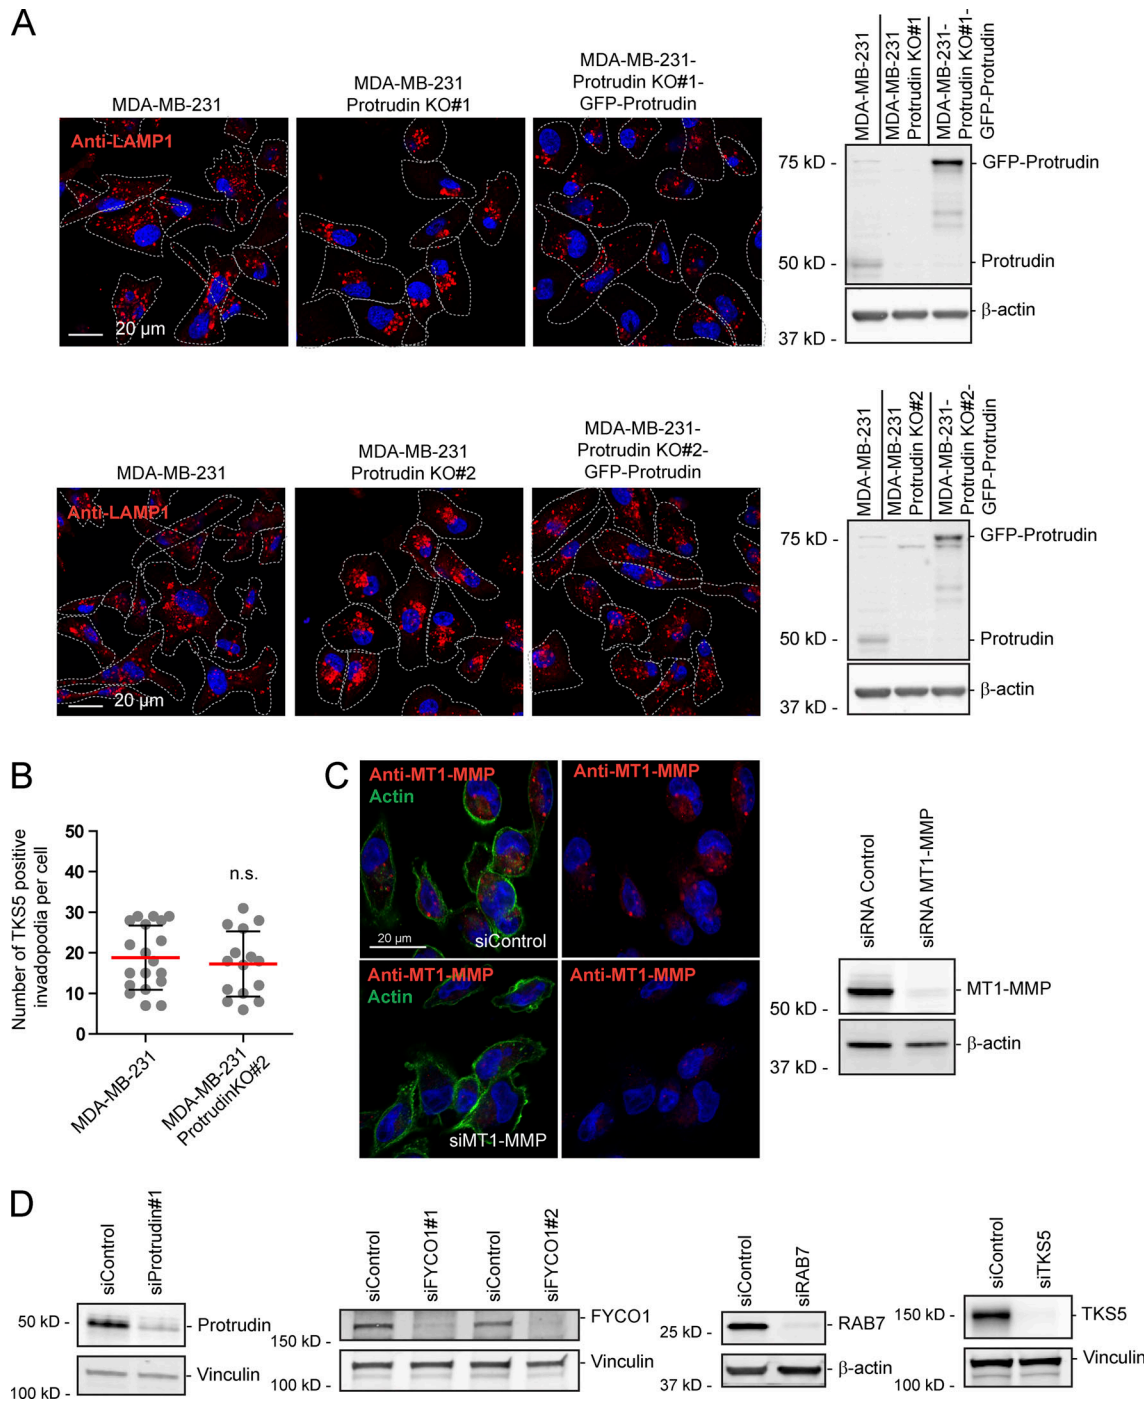 A
MDA-MB-231
MDA-MB-231
Protrudin KO#1
MDA-MB-231-
Protrudin KO#1-
GFP-Protrudin
Anti-LAMP1
20 µm
MDA-MB-231
MDA-MB-231
Protrudin KO#1
MDA-MB-231-
Protrudin KO#1-
GFP-Protrudin
75 kD -
GFP-Protrudin
50 kD -
Protrudin
β-actin
37 kD -
MDA-MB-231
MDA-MB-231
Protrudin KO#2
MDA-MB-231-
Protrudin KO#2-
GFP-Protrudin
Anti-LAMP1
20 µm
MDA-MB-231
MDA-MB-231
Protrudin KO#2
MDA-MB-231-
Protrudin KO#2-
GFP-Protrudin
75 kD -
GFP-Protrudin
50 kD -
Protrudin
β-actin
37 kD -
B
Number of TKS5 positive
invadopodia per cell
50
40
30
20
10
0
n.s.
MDA-MB-231
MDA-MB-231
ProtrudinKO#2
C
Anti-MT1-MMP
Actin
20 µm
siControl
Anti-MT1-MMP
Anti-MT1-MMP
Actin
siMT1-MMP
Anti-MT1-MMP
siRNA Control
siRNA MT1-MMP
MT1-MMP
50 kD -
β-actin
37 kD -
D
siControl
siProtrudin#1
50 kD -
Protrudin
Vinculin
100 kD -
siControl
siFYCO1#1
siControl
siFYCO1#2
FYCO1
150 kD -
Vinculin
100 kD -
siControl
siRAB7
25 kD -
RAB7
β-actin
37 kD -
siControl
siTKS5
150 kD -
TKS5
Vinculin
100 kD -